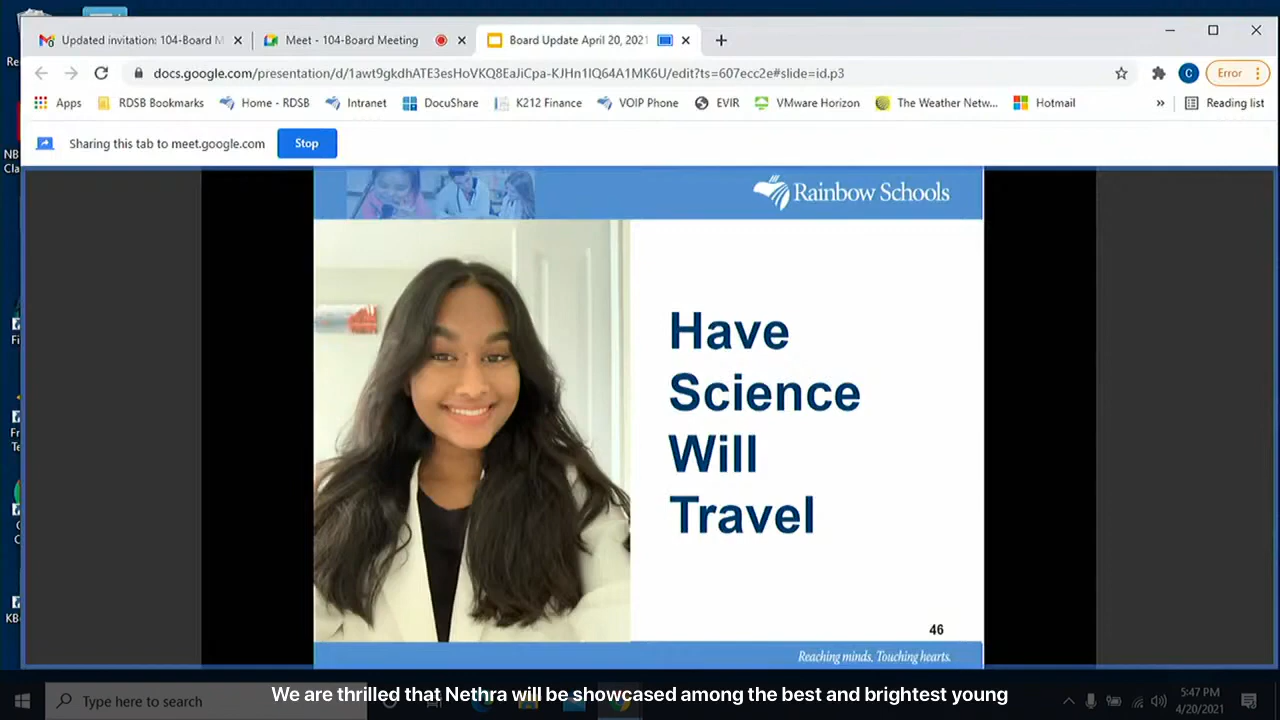 Updated invitation: 104-Board M
Meet - 104-Board Meeting
Board Update April 20, 2021
docs.google.com/presentation/d/1awt9gkdhATE3esHoVKQ8EaJiCpa-KJHn1IQ64A1MK6U/edit?ts=607ecc2e#slide=id.p3
C
Error
Apps
RDSB Bookmarks
Home - RDSB
Intranet
DocuShare
K212 Finance
VOIP Phone
EVIR
VMware Horizon
The Weather Netw...
Hotmail
»
Reading list
Sharing this tab to meet.google.com
Stop
Rainbow Schools
Have
Science
Will
Travel
46
Reaching minds. Touching hearts.
We are thrilled that Nethra will be showcased among the best and brightest young
Type here to search
5:47 PM
4/20/2021